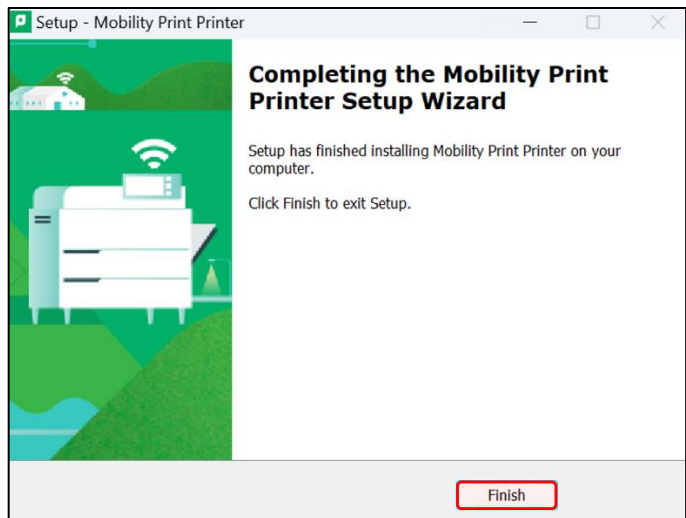 Setup - Mobility Print Printer
Completing the Mobility Print
Printer Setup Wizard
Setup has finished installing Mobility Print Printer on your
computer.
Click Finish to exit Setup.
Finish